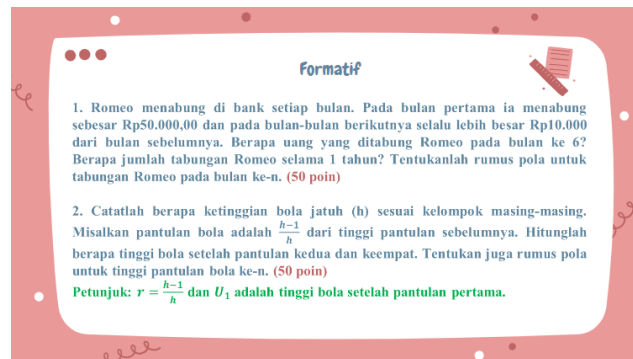 Formatif
1. Romeo menabung di bank setiap bulan. Pada bulan pertama ia menabung
sebesar Rp50.000,00 dan pada bulan-bulan berikutnya selalu lebih besar Rp10.000
dari bulan sebelumnya. Berapa uang yang ditabung Romeo pada bulan ke 6?
Berapa jumlah tabungan Romeo selama 1 tahun? Tentukanlah rumus pola untuk
tabungan Romeo pada bulan ke-n. (50 poin)
2. Catatlah berapa ketinggian bola jatuh (h) sesuai kelompok masing-masing.
Misalkan pantulan bola adalah \frac{h-1}{h} dari tinggi pantulan sebelumnya. Hitunglah
berapa tinggi bola setelah pantulan kedua dan keempat. Tentukan juga rumus pola
untuk tinggi pantulan bola ke-n. (50 poin)
Petunjuk: r = \frac{h-1}{h} dan U₁ adalah tinggi bola setelah pantulan pertama.